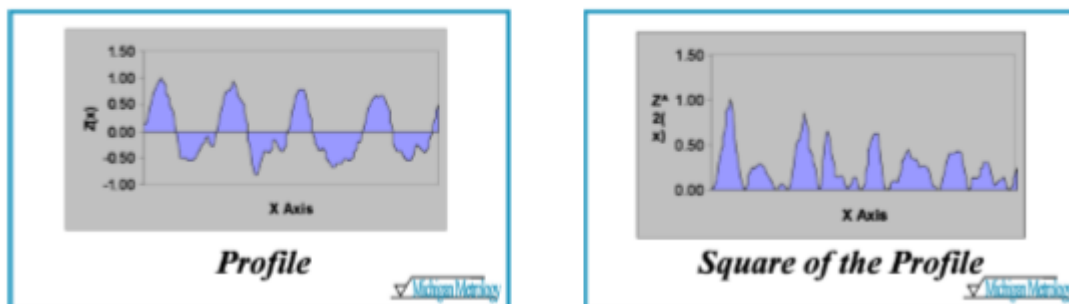 1.50
1.00
0.50
0.00
-0.50
-1.00
Z(x)
X Axis
Profile
Michigan Metrology
1.50
1.00
0.50
0.00
Z^
2(
x)
X Axis
Square of the Profile
Michigan Metrology